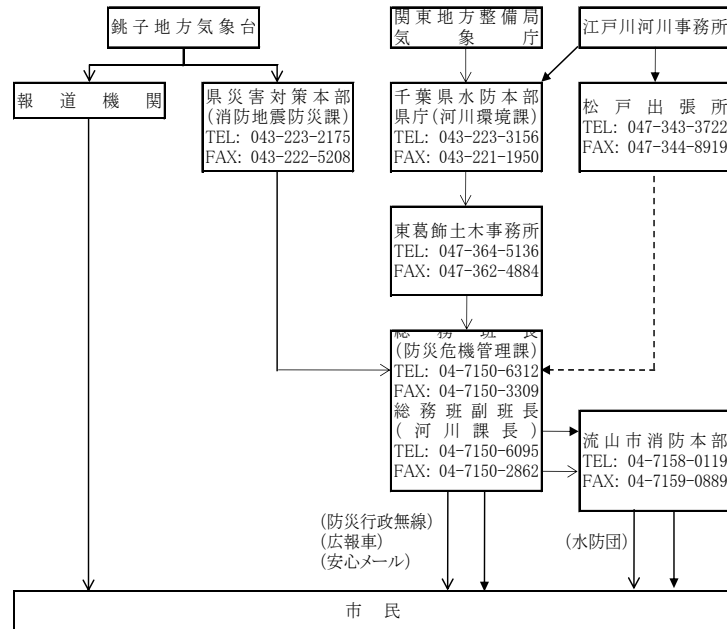 銚子地方気象台
関東地方整備局
気象庁
江戸川河川事務所
報道機関
県災害対策本部
(消防地震防災課)
TEL: 043-223-2175
FAX: 043-222-5208
千葉県水防本部
県庁(河川環境課)
TEL: 043-223-3156
FAX: 043-221-1950
松戸出張所
TEL: 047-343-3722
FAX: 047-344-8919
東葛飾土木事務所
TEL: 047-364-5136
FAX: 047-362-4884
総務班長
(防災危機管理課)
TEL: 04-7150-6312
FAX: 04-7150-3309
総務班副班長
(河川課長)
TEL: 04-7150-6095
FAX: 04-7150-2862
流山市消防本部
TEL: 04-7158-0119
FAX: 04-7159-0889
(防災行政無線)
(広報車)
(安心メール)
(水防団)
市民